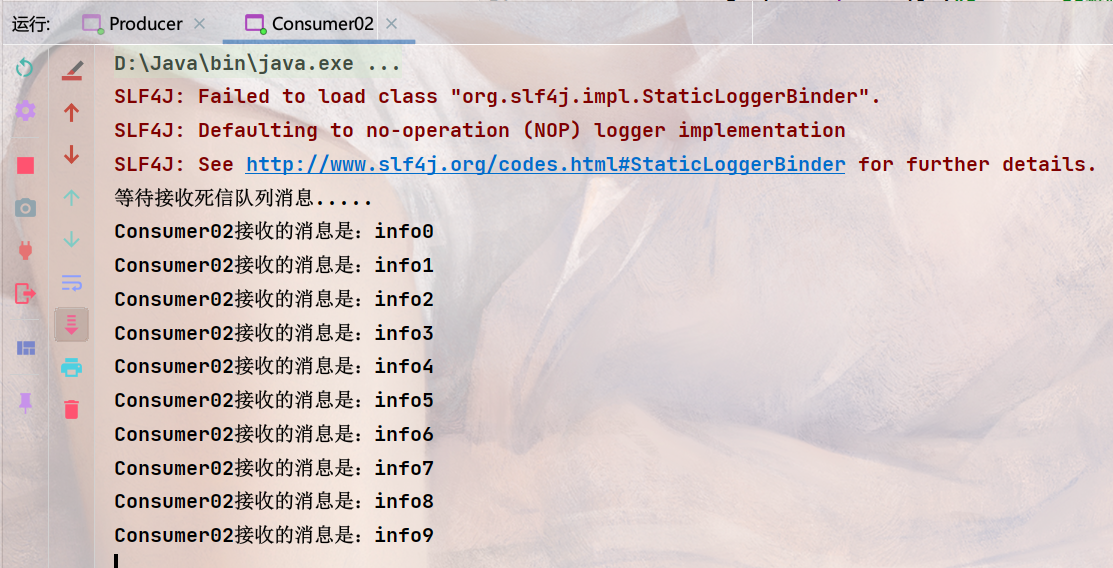 运行: Producer Consumer02
D:\Java\bin\java.exe ...
SLF4J: Failed to load class "org.slf4j.impl.StaticLoggerBinder".
SLF4J: Defaulting to no-operation (NOP) logger implementation
SLF4J: See http://www.slf4j.org/codes.html#StaticLoggerBinder for further details.
等待接收死信队列消息.....
Consumer02接收的消息是：info0
Consumer02接收的消息是：info1
Consumer02接收的消息是：info2
Consumer02接收的消息是：info3
Consumer02接收的消息是：info4
Consumer02接收的消息是：info5
Consumer02接收的消息是：info6
Consumer02接收的消息是：info7
Consumer02接收的消息是：info8
Consumer02接收的消息是：info9